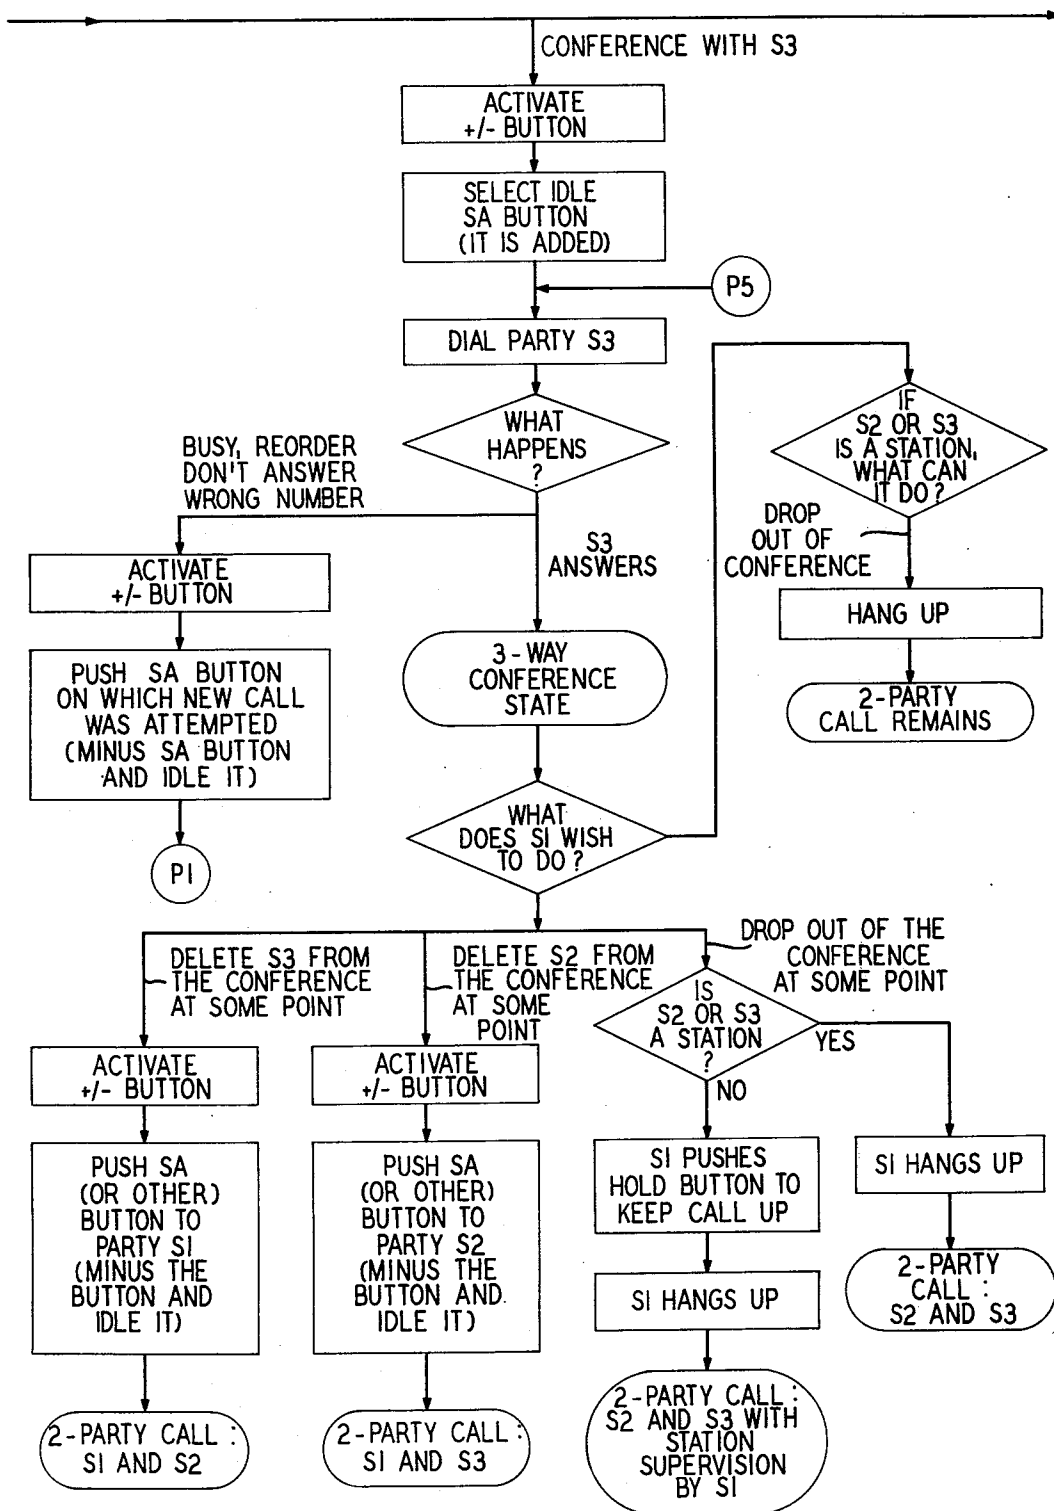 CONFERENCE WITH S3
ACTIVATE
+/- BUTTON
SELECT IDLE
SA BUTTON
(IT IS ADDED)
P5
DIAL PARTY S3
WHAT
HAPPENS
?
BUSY, REORDER
DON'T ANSWER
WRONG NUMBER
S3
ANSWERS
ACTIVATE
+/- BUTTON
PUSH SA BUTTON
ON WHICH NEW CALL
WAS ATTEMPTED
(MINUS SA BUTTON
AND IDLE IT)
P1
3-WAY
CONFERENCE
STATE
WHAT
DOES S1 WISH
TO DO?
IF
S2 OR S3
IS A STATION,
WHAT CAN
IT DO?
DROP
OUT OF
CONFERENCE
HANG UP
2-PARTY
CALL REMAINS
DELETE S3 FROM
THE CONFERENCE
AT SOME POINT
ACTIVATE
+/- BUTTON
PUSH SA
(OR OTHER)
BUTTON TO
PARTY S1
(MINUS THE
BUTTON AND
IDLE IT)
2-PARTY CALL:
S1 AND S2
DELETE S2 FROM
THE CONFERENCE
AT SOME
POINT
ACTIVATE
+/- BUTTON
PUSH SA
(OR OTHER)
BUTTON TO
PARTY S2
(MINUS THE
BUTTON AND
IDLE IT)
2-PARTY CALL:
S1 AND S3
DROP OUT OF THE
CONFERENCE
AT SOME POINT
IS
S2 OR S3
A STATION
?
YES
NO
S1 PUSHES
HOLD BUTTON TO
KEEP CALL UP
S1 HANGS UP
2-PARTY CALL:
S2 AND S3 WITH
STATION
SUPERVISION
BY S1
S1 HANGS UP
2-PARTY
CALL:
S2 AND S3